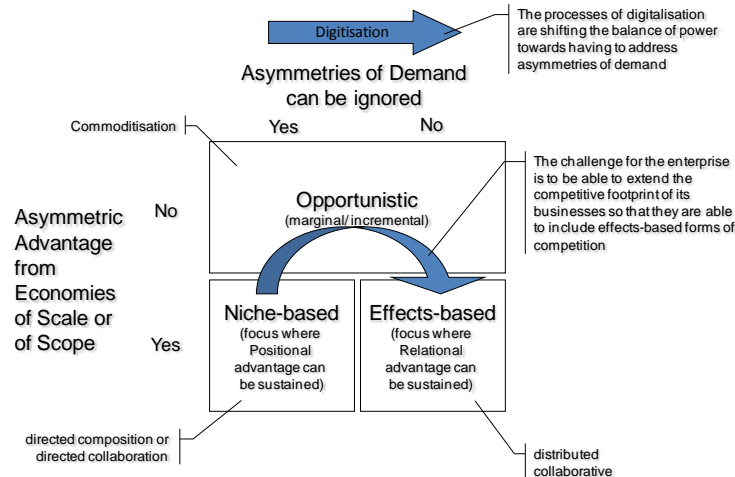 Digitisation
The processes of digitalisation
are shifting the balance of power
towards having to address
asymmetries of demand
Asymmetries of Demand
can be ignored
Commoditisation
Yes
No
The challenge for the enterprise
is to be able to extend the
competitive footprint of its
businesses so that they are able
to include effects-based forms of
competition
Opportunistic
(marginal/incremental)
Asymmetric
Advantage
from
Economies
of Scale or
of Scope
No
Yes
Niche-based
(focus where
Positional
advantage can
be sustained)
Effects-based
(focus where
Relational
advantage can
be sustained)
directed composition or
directed collaboration
distributed
collaborative